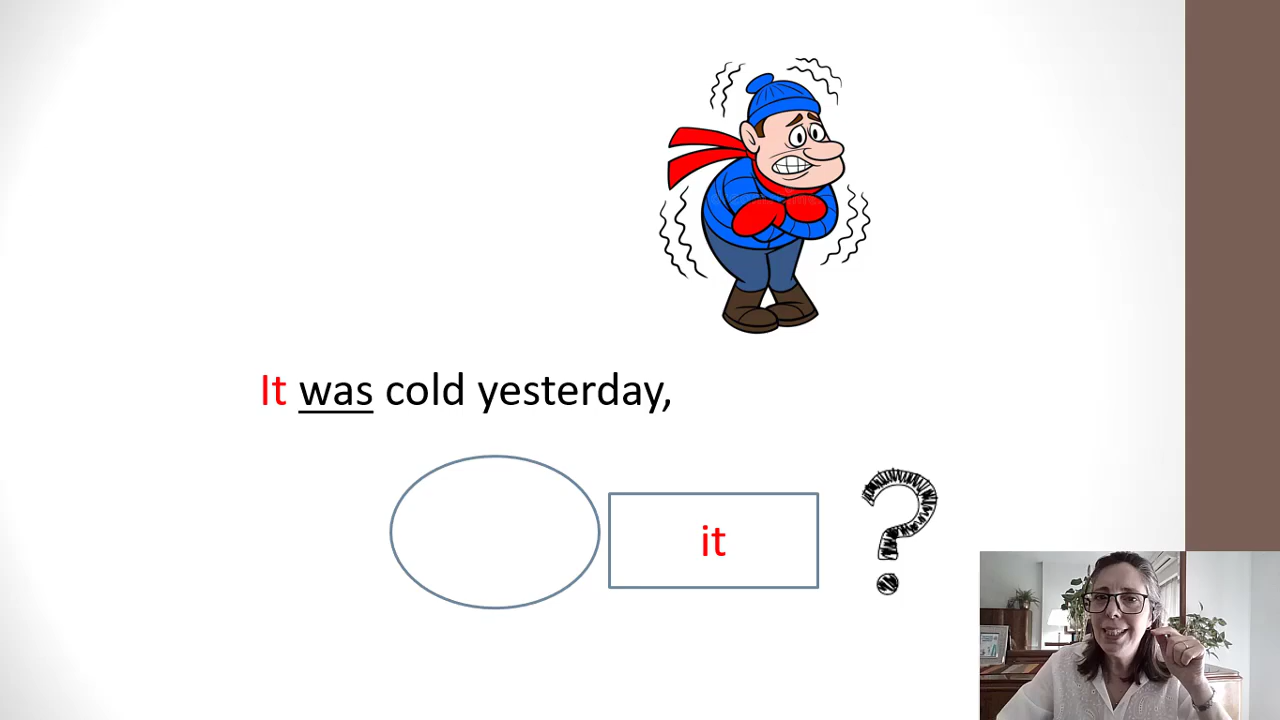 It was cold yesterday,
it ?